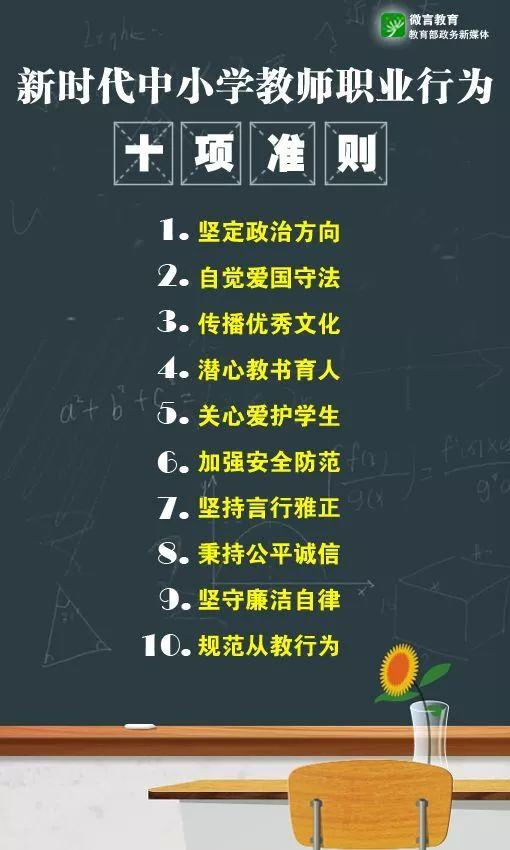 微言教育
教育部政务新媒体
新时代中小学教师职业行为
十项准则
1. 坚定政治方向
2. 自觉爱国守法
3. 传播优秀文化
4. 潜心教书育人
5. 关心爱护学生
6. 加强安全防范
7. 坚持言行雅正
8. 秉持公平诚信
9. 坚守廉洁自律
10. 规范从教行为